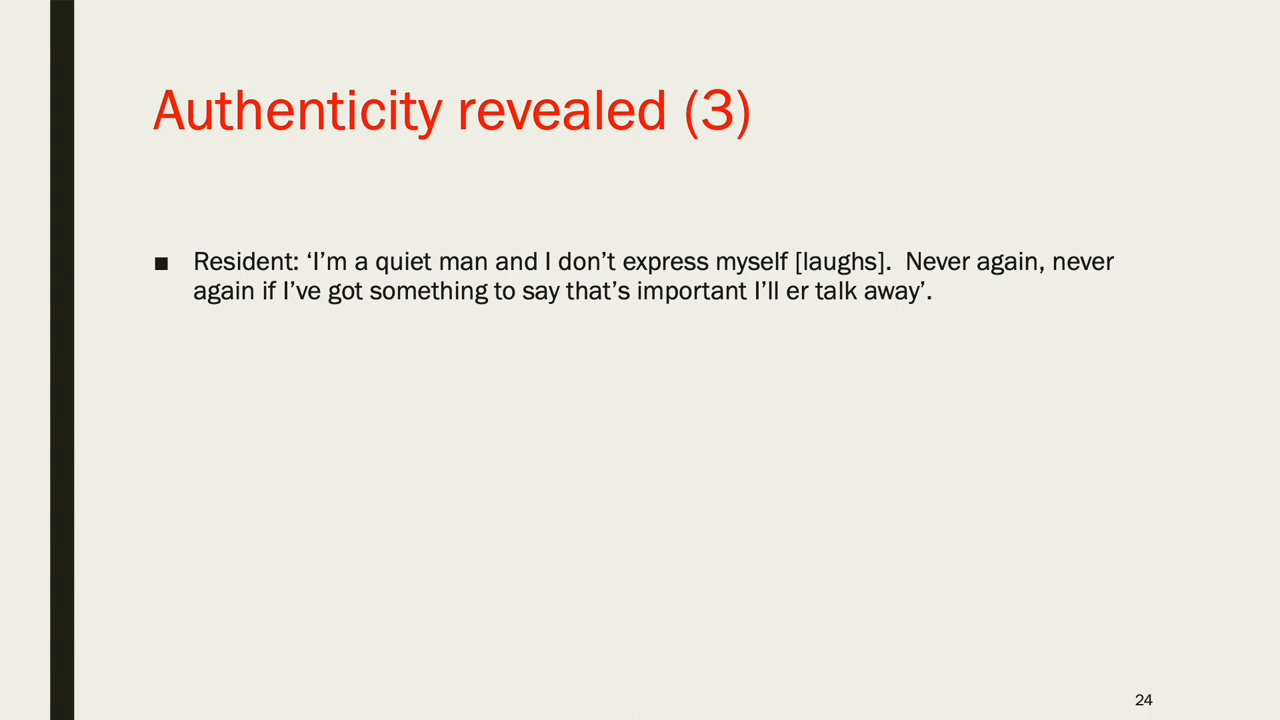 Authenticity revealed (3)
■ Resident: ‘I’m a quiet man and I don’t express myself [laughs].  Never again, never
again if I’ve got something to say that’s important I’ll er talk away’.
24